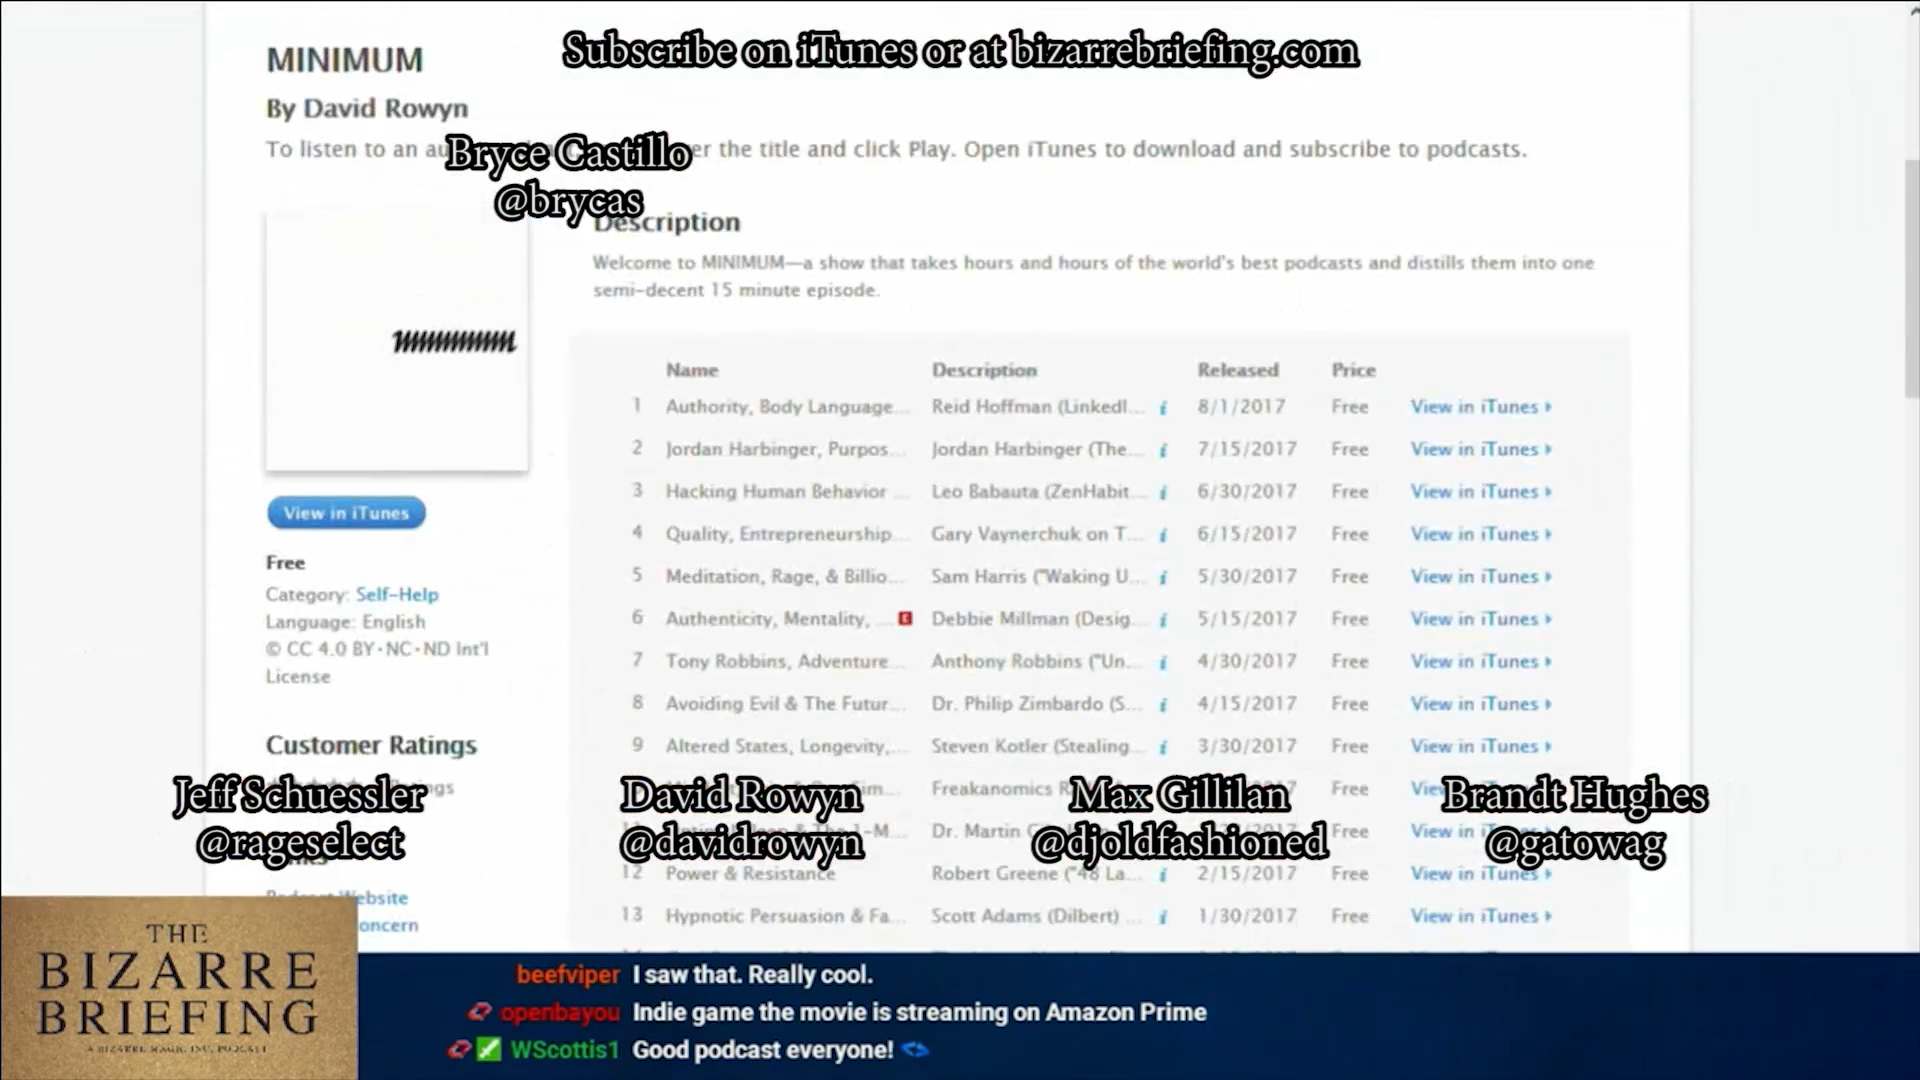 MINIMUM
Subscribe on iTunes or at bizarrebriefing.com
By David Rowyn
To listen to an au er the title and click Play. Open iTunes to download and subscribe to podcasts.
Bryce Castillo
@brycas
Description
Welcome to MINIMUM—a show that takes hours and hours of the world's best podcasts and distills them into one
semi-decent 15 minute episode.
Name Description Released Price
1 Authority, Body Language... Reid Hoffman (LinkedI... i 8/1/2017 Free View in iTunes
2 Jordan Harbinger, Purpos... Jordan Harbinger (The... i 7/15/2017 Free View in iTunes
3 Hacking Human Behavior ... Leo Babauta (ZenHabit... i 6/30/2017 Free View in iTunes
4 Quality, Entrepreneurship... Gary Vaynerchuk on T... i 6/15/2017 Free View in iTunes
5 Meditation, Rage, & Billio... Sam Harris ("Waking U... i 5/30/2017 Free View in iTunes
6 Authenticity, Mentality, ... E Debbie Millman (Desig... i 5/15/2017 Free View in iTunes
7 Tony Robbins, Adventure... Anthony Robbins ("Un... i 4/30/2017 Free View in iTunes
8 Avoiding Evil & The Futur... Dr. Philip Zimbardo (S... i 4/15/2017 Free View in iTunes
9 Altered States, Longevity,... Steven Kotler (Stealing... i 3/30/2017 Free View in iTunes
Freakanomics
Dr. Martin Free
12 Power & Resistance Robert Greene ("48 La... i 2/15/2017 Free View in iTunes
13 Hypnotic Persuasion & Fa... Scott Adams (Dilbert) ... i 1/30/2017 Free View in iTunes
View in iTunes
Free
Category: Self-Help
Language: English
© CC 4.0 BY·NC·ND Int'l
License
Customer Ratings
Jeff Schuessler
@rageselect
David Rowyn
@davidrowyn
Max Gillilan
@djoldfashioned
Brandt Hughes
@gatowag
Website
oncern
THE
BIZARRE
BRIEFING
A BIZARRE MAGIC, INC. PODCAST
beefviper I saw that. Really cool.
openbayou Indie game the movie is streaming on Amazon Prime
WScottis1 Good podcast everyone!